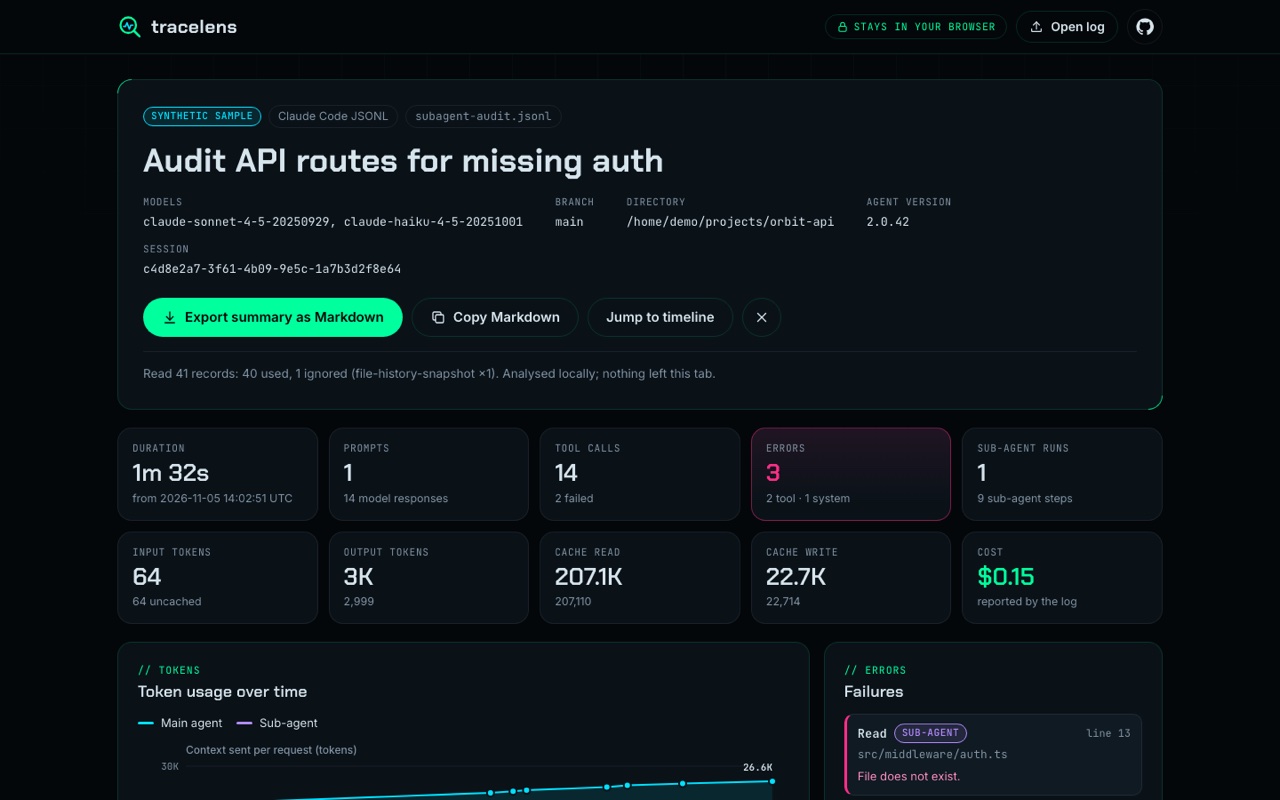 tracelens
STAYS IN YOUR BROWSER
Open log
SYNTHETIC SAMPLE
Claude Code JSONL
subagent-audit.jsonl
Audit API routes for missing auth
MODELS
claude-sonnet-4-5-20250929, claude-haiku-4-5-20251001
BRANCH
main
DIRECTORY
/home/demo/projects/orbit-api
AGENT VERSION
2.0.42
SESSION
c4d8e2a7-3f61-4b09-9e5c-1a7b3d2f8e64
Export summary as Markdown
Copy Markdown
Jump to timeline
Read 41 records: 40 used, 1 ignored (file-history-snapshot ×1). Analysed locally; nothing left this tab.
DURATION
1m 32s
from 2026-11-05 14:02:51 UTC
PROMPTS
1
14 model responses
TOOL CALLS
14
2 failed
ERRORS
3
2 tool · 1 system
SUB-AGENT RUNS
1
9 sub-agent steps
INPUT TOKENS
64
64 uncached
OUTPUT TOKENS
3K
2,999
CACHE READ
207.1K
207,110
CACHE WRITE
22.7K
22,714
COST
$0.15
reported by the log
// TOKENS
Token usage over time
Main agent
Sub-agent
Context sent per request (tokens)
30K
26.6K
// ERRORS
Failures
Read SUB-AGENT line 13
src/middleware/auth.ts
File does not exist.